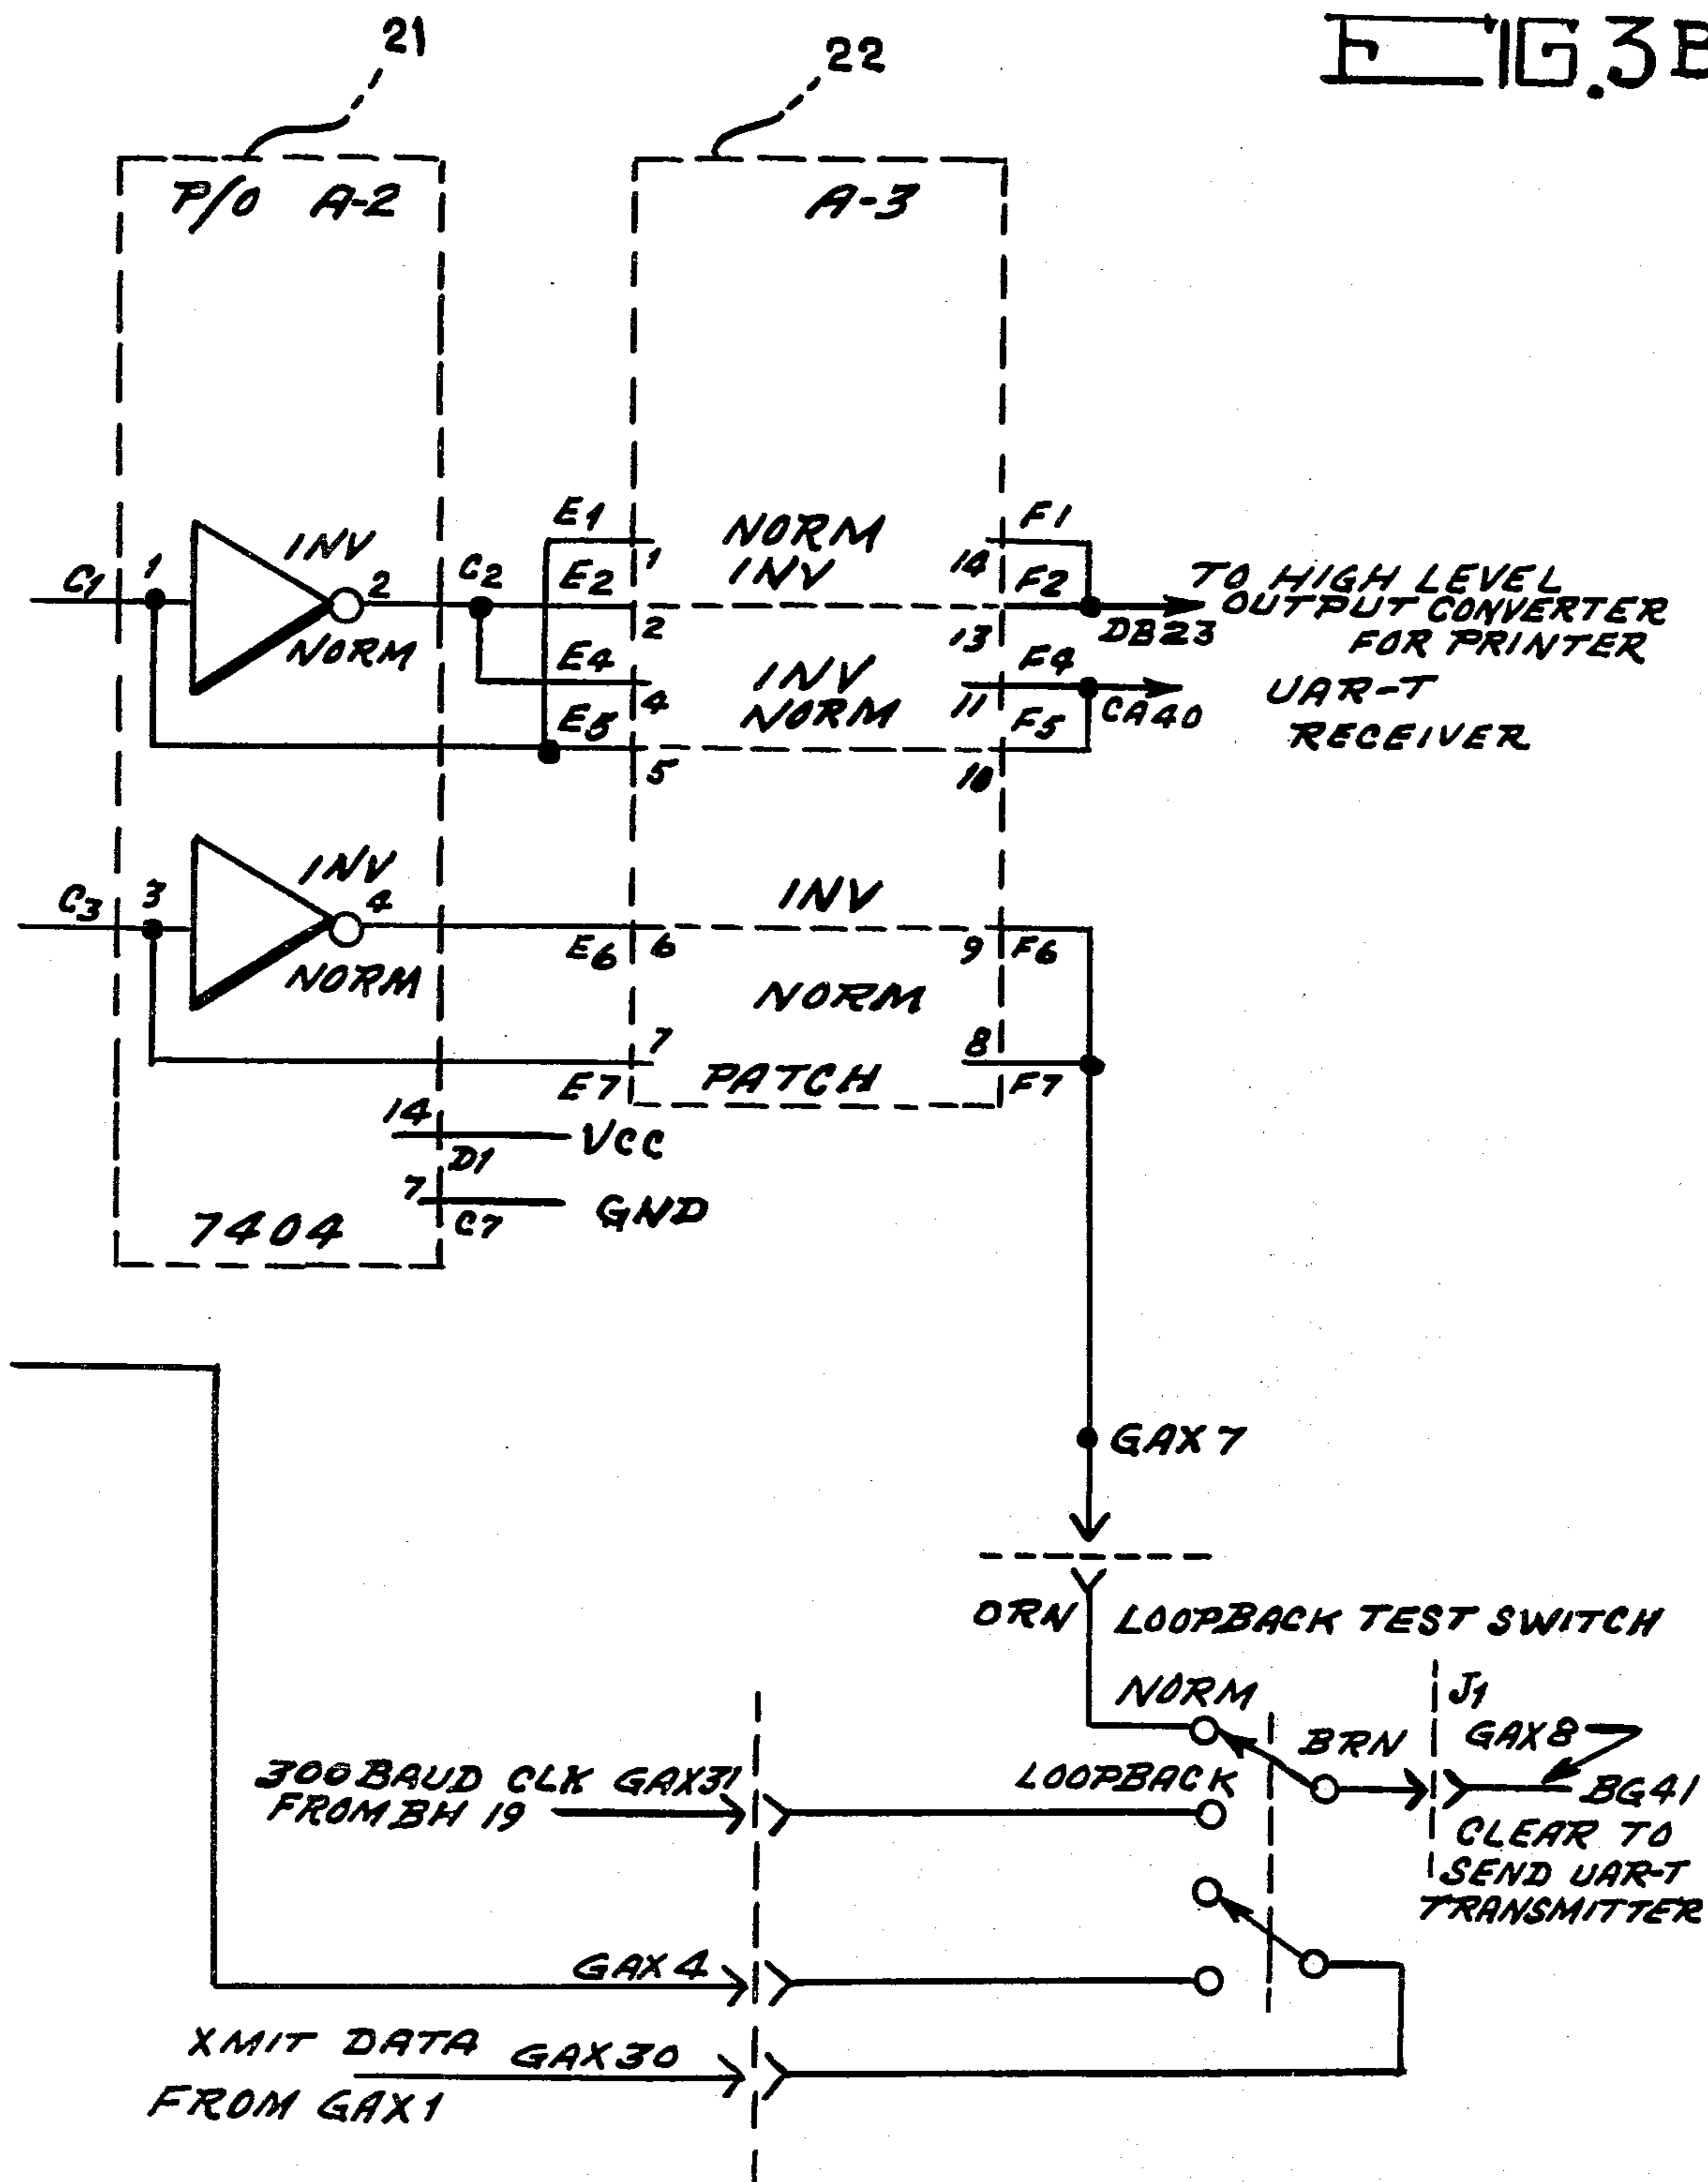 FIG. 3B
21
22
P/O A-2
A-3
C1
1
INV
2
NORM
C2
E1
E2
E4
E5
1
2
4
5
NORM
INV
INV
NORM
14
13
11
10
F1
F2
F4
F5
DB23
CA40
TO HIGH LEVEL
OUTPUT CONVERTER
FOR PRINTER
UAR-T
RECEIVER
C3
3
INV
4
NORM
E6
6
INV
9
F6
NORM
7
8
E7
PATCH
F7
14
D1
VCC
7
C7
GND
7404
GAX 7
ORN
LOOPBACK TEST SWITCH
NORM
J1
BRN
GAX8
BG41
300 BAUD CLK GAX31
FROM BH 19
LOOPBACK
CLEAR TO
SEND UAR-T
TRANSMITTER
GAX 4
XMIT DATA GAX30
FROM GAX1